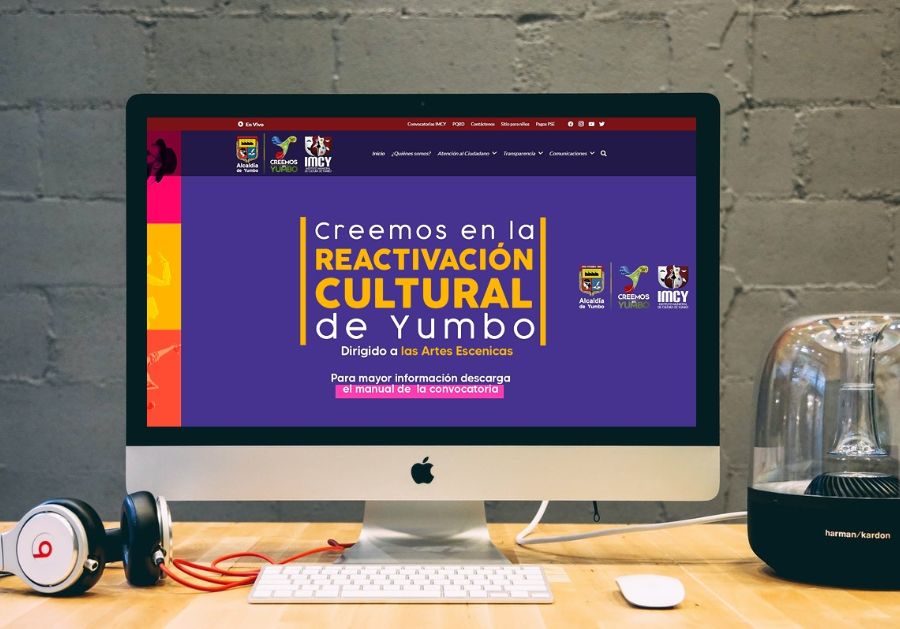 En Vivo
Convocatorias IMCY PQRD Contáctenos Sitio para niños Pagos PSE
Alcaldía
de Yumbo
CREEMOS
YUMBO
IMCY
Inicio ¿Quiénes somos? Atención al Ciudadano Transparencia Comunicaciones
Creemos en la
REACTIVACIÓN
CULTURAL
de Yumbo
Dirigido a las Artes Escenicas
Para mayor información descarga
el manual de la convocatoria
Alcaldía
de Yumbo
CREEMOS
YUMBO
IMCY
b
harman/kardon